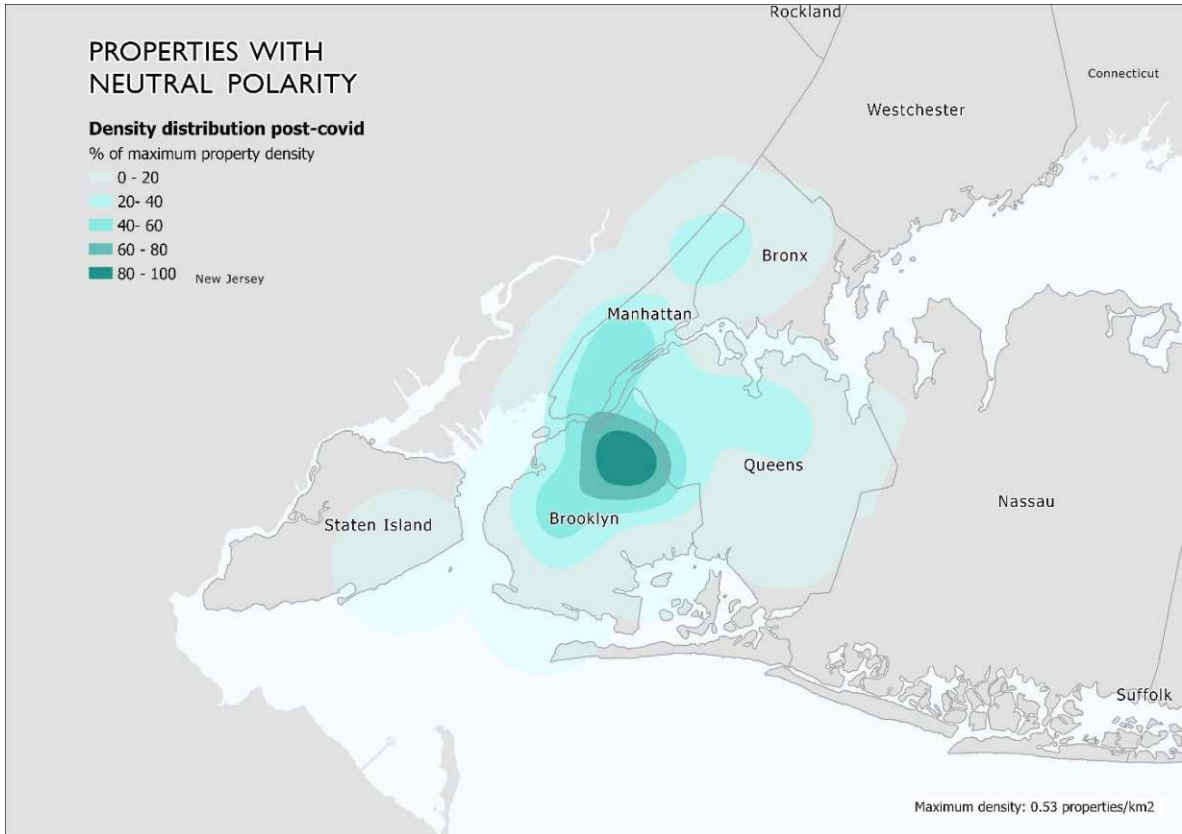 PROPERTIES WITH
NEUTRAL POLARITY
Density distribution post-covid
% of maximum property density
0 - 20
20- 40
40- 60
60 - 80
80 - 100
New Jersey
Rockland
Connecticut
Westchester
Bronx
Manhattan
Queens
Nassau
Staten Island
Brooklyn
Suffolk
Maximum density: 0.53 properties/km2